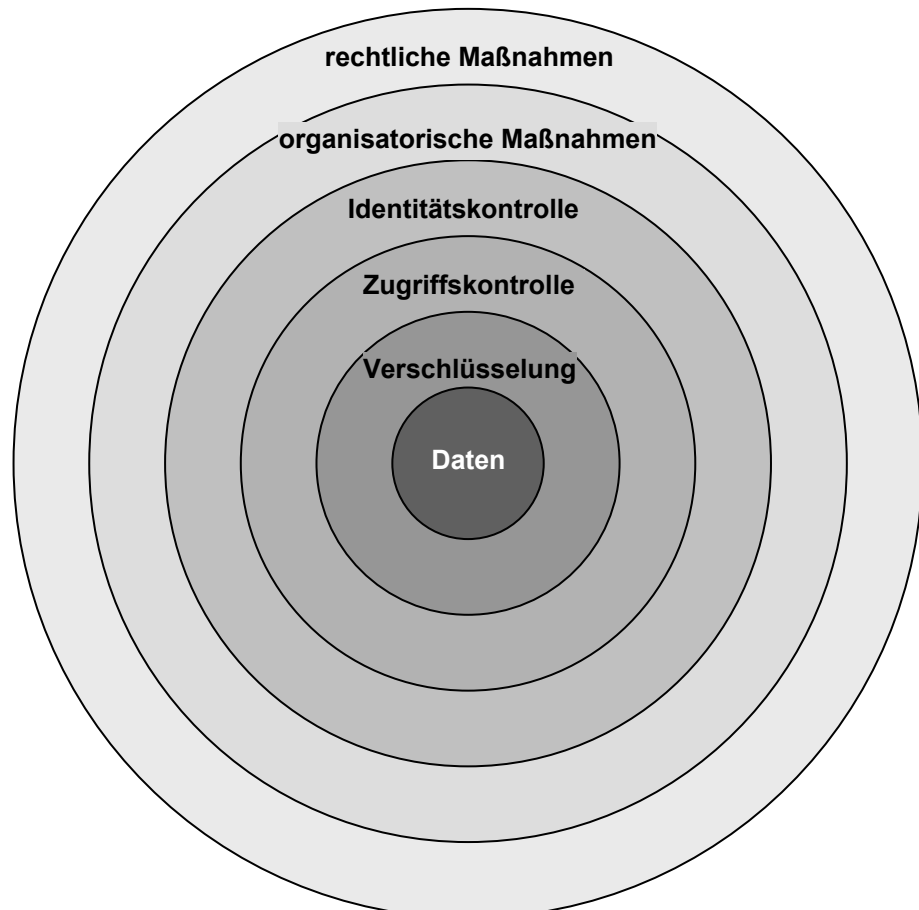 rechtliche Maßnahmen
organisatorische Maßnahmen
Identitätskontrolle
Zugriffskontrolle
Verschlüsselung
Daten